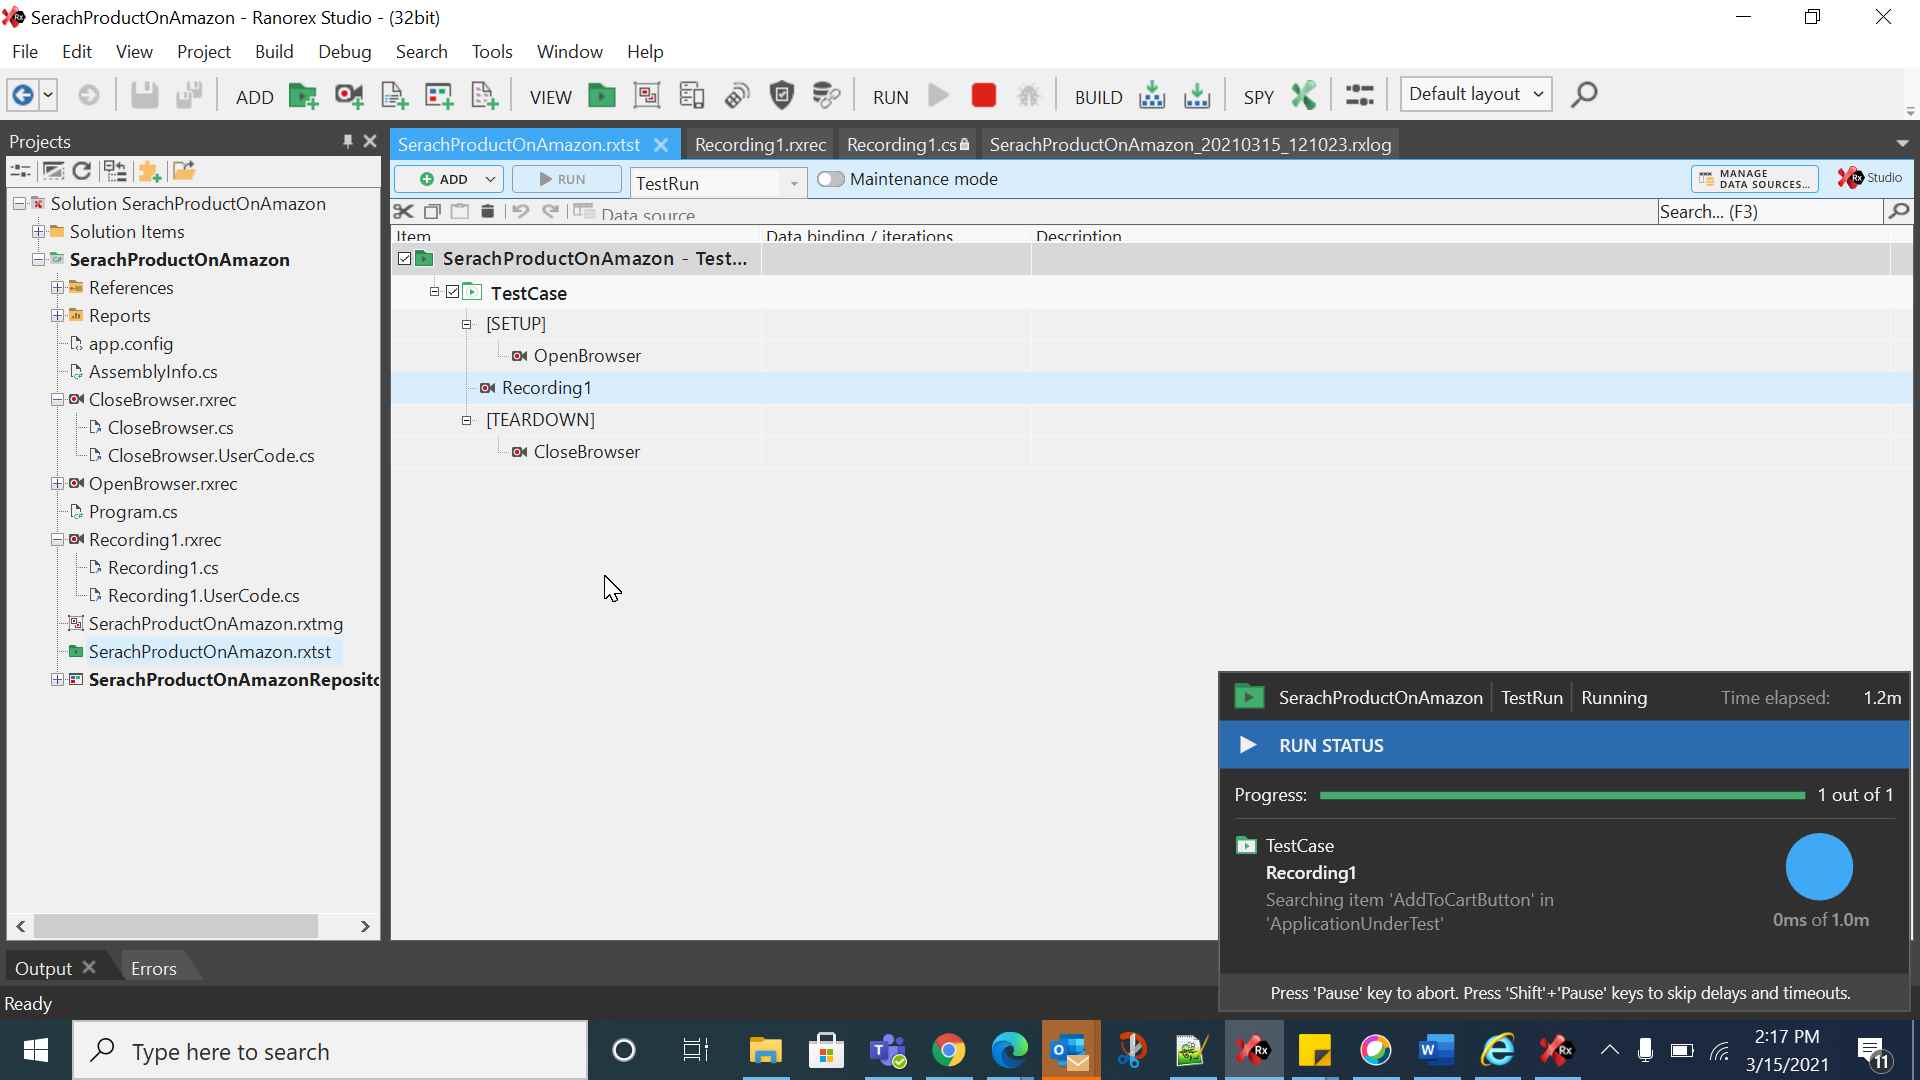 SerachProductOnAmazon - Ranorex Studio - (32bit)
File Edit View Project Build Debug Search Tools Window Help
ADD VIEW RUN BUILD SPY Default layout
Projects
SerachProductOnAmazon.rxtst Recording1.rxrec Recording1.cs SerachProductOnAmazon_20210315_121023.rxlog
ADD RUN TestRun Maintenance mode MANAGE DATA SOURCES... Rx Studio
Data source Search... (F3)
Item Data binding / iterations Description
Solution SerachProductOnAmazon
Solution Items
SerachProductOnAmazon
References
Reports
app.config
AssemblyInfo.cs
CloseBrowser.rxrec
CloseBrowser.cs
CloseBrowser.UserCode.cs
OpenBrowser.rxrec
Program.cs
Recording1.rxrec
Recording1.cs
Recording1.UserCode.cs
SerachProductOnAmazon.rxtmg
SerachProductOnAmazon.rxtst
SerachProductOnAmazonReposito
SerachProductOnAmazon - Test...
TestCase
[SETUP]
OpenBrowser
Recording1
[TEARDOWN]
CloseBrowser
SerachProductOnAmazon TestRun Running Time elapsed: 1.2m
RUN STATUS
Progress: 1 out of 1
TestCase
Recording1
Searching item 'AddToCartButton' in
'ApplicationUnderTest'
0ms of 1.0m
Press 'Pause' key to abort. Press 'Shift'+'Pause' keys to skip delays and timeouts.
Output Errors
Ready
Type here to search
2:17 PM
3/15/2021
11